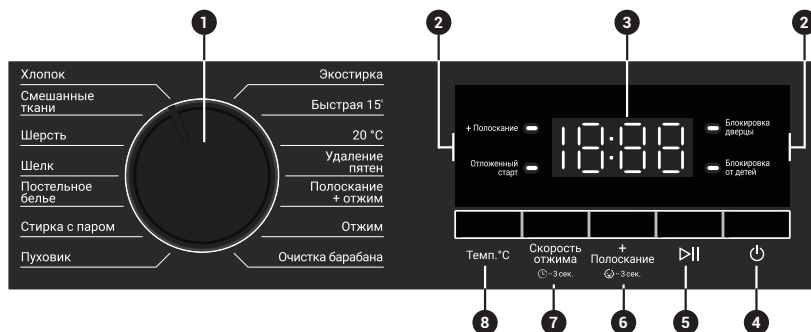 1
2
3
2
Хлопок
Смешанные
ткани
Шерсть
Шелк
Постельное
белье
Стирка с паром
Пуховик
Экостирка
Быстрая 15'
20 °C
Удаление
пятен
Полоскание
+ отжим
Отжим
Очистка барабана
+ Полоскание
Отложенный
старт
18:88
Блокировка
дверцы
Блокировка
от детей
Темп.°C
Скорость
отжима
3 сек.
+
Полоскание
3 сек.
8
7
6
5
4